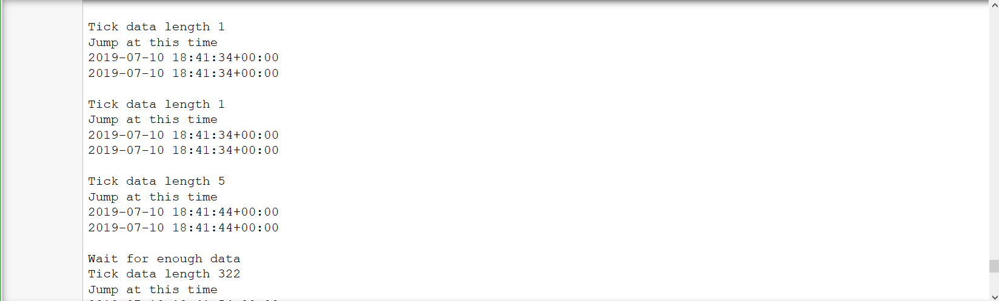 Tick data length 1
Jump at this time
2019-07-10 18:41:34+00:00
2019-07-10 18:41:34+00:00
Tick data length 1
Jump at this time
2019-07-10 18:41:34+00:00
2019-07-10 18:41:34+00:00
Tick data length 5
Jump at this time
2019-07-10 18:41:44+00:00
2019-07-10 18:41:44+00:00
Wait for enough data
Tick data length 322
Jump at this time